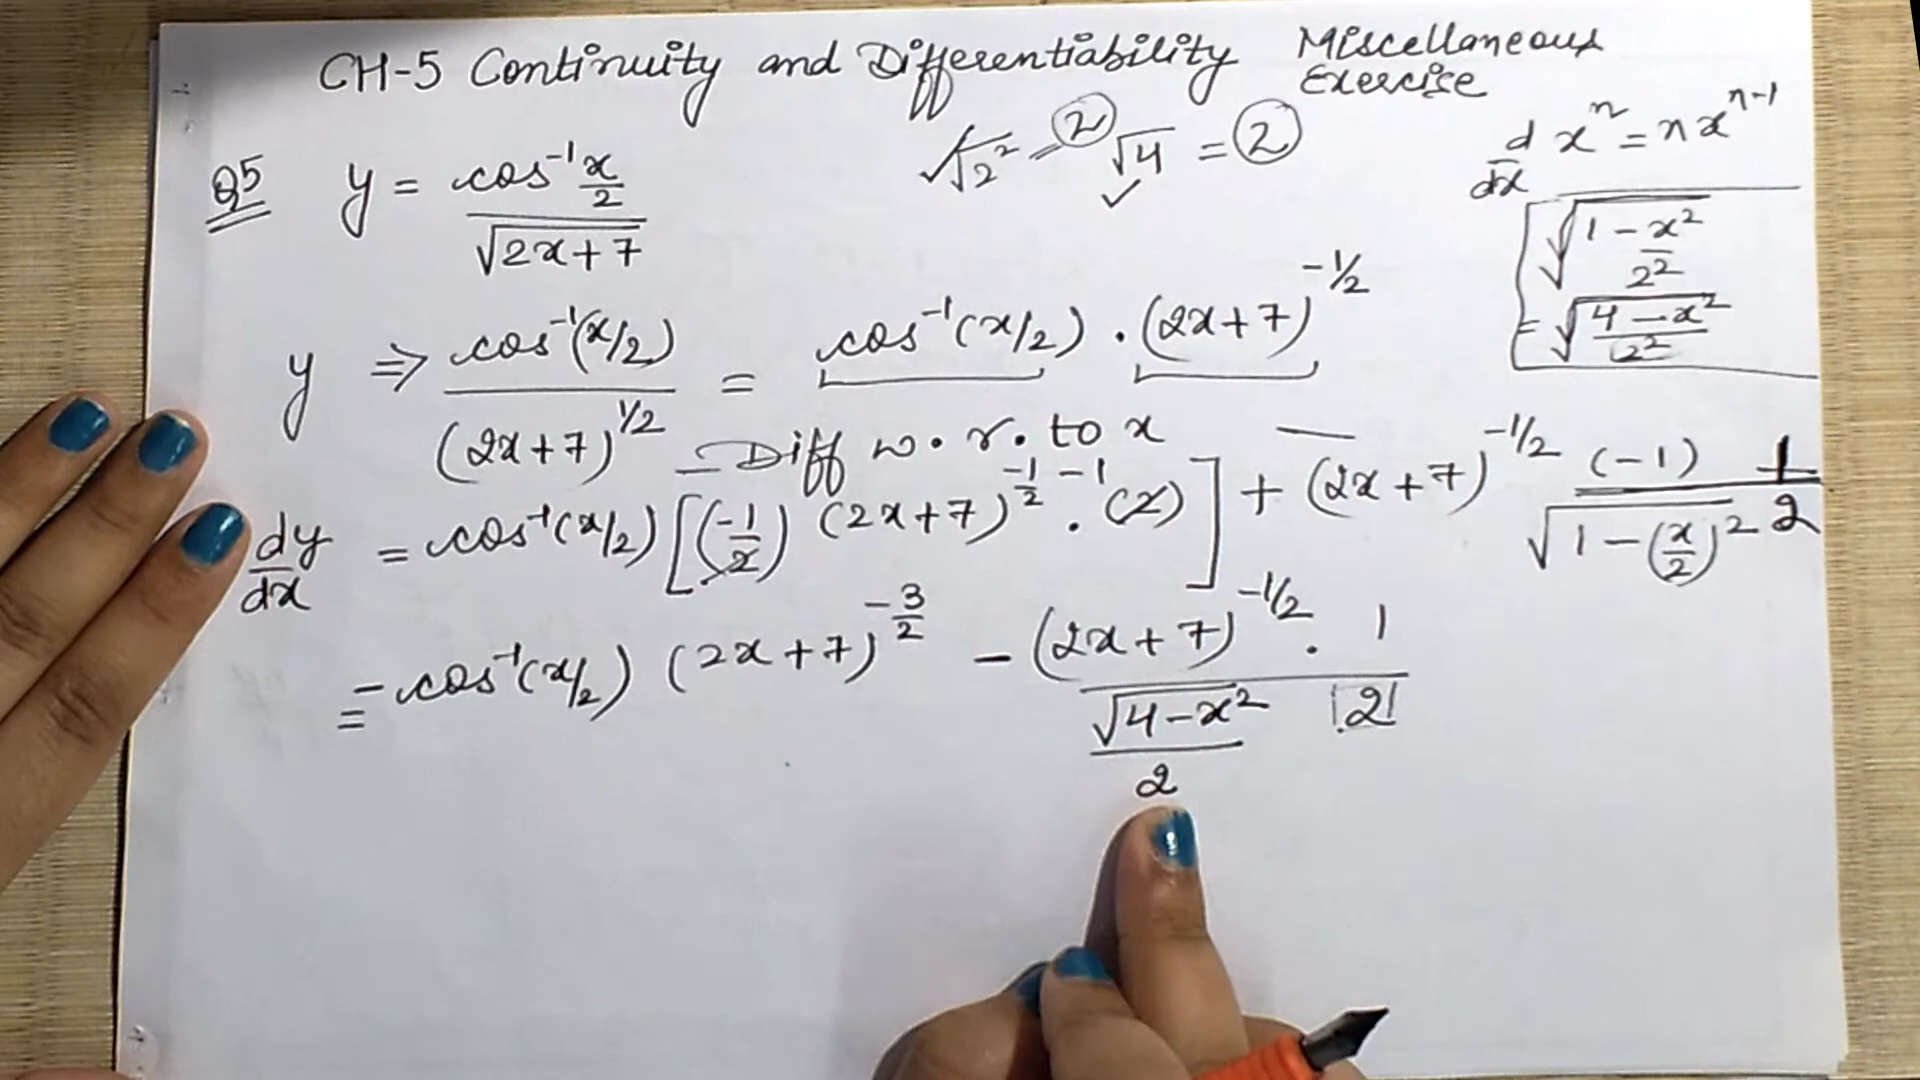 CH-5 Continuity and Differentiability Miscellaneous Exercise
√2² = 2 √4 = 2
d/dx xⁿ = nxⁿ⁻¹
Q5 y = cos⁻¹ x/2 / √2x+7
√1 - x²/2²
= √4 - x²/2²
y ⇒ cos⁻¹(x/2) / (2x+7)^1/2 = cos⁻¹(x/2) . (2x+7)^-1/2
Diff w.r.to x
dy/dx = cos⁻¹(x/2) [(-1/2) (2x+7)^-1/2 -1 . (2)] + (2x+7)^-1/2 (-1)/√1-(x/2)² 1/2
= -cos⁻¹(x/2) (2x+7)^-3/2 - (2x+7)^-1/2 . 1 / √4-x²/2 2